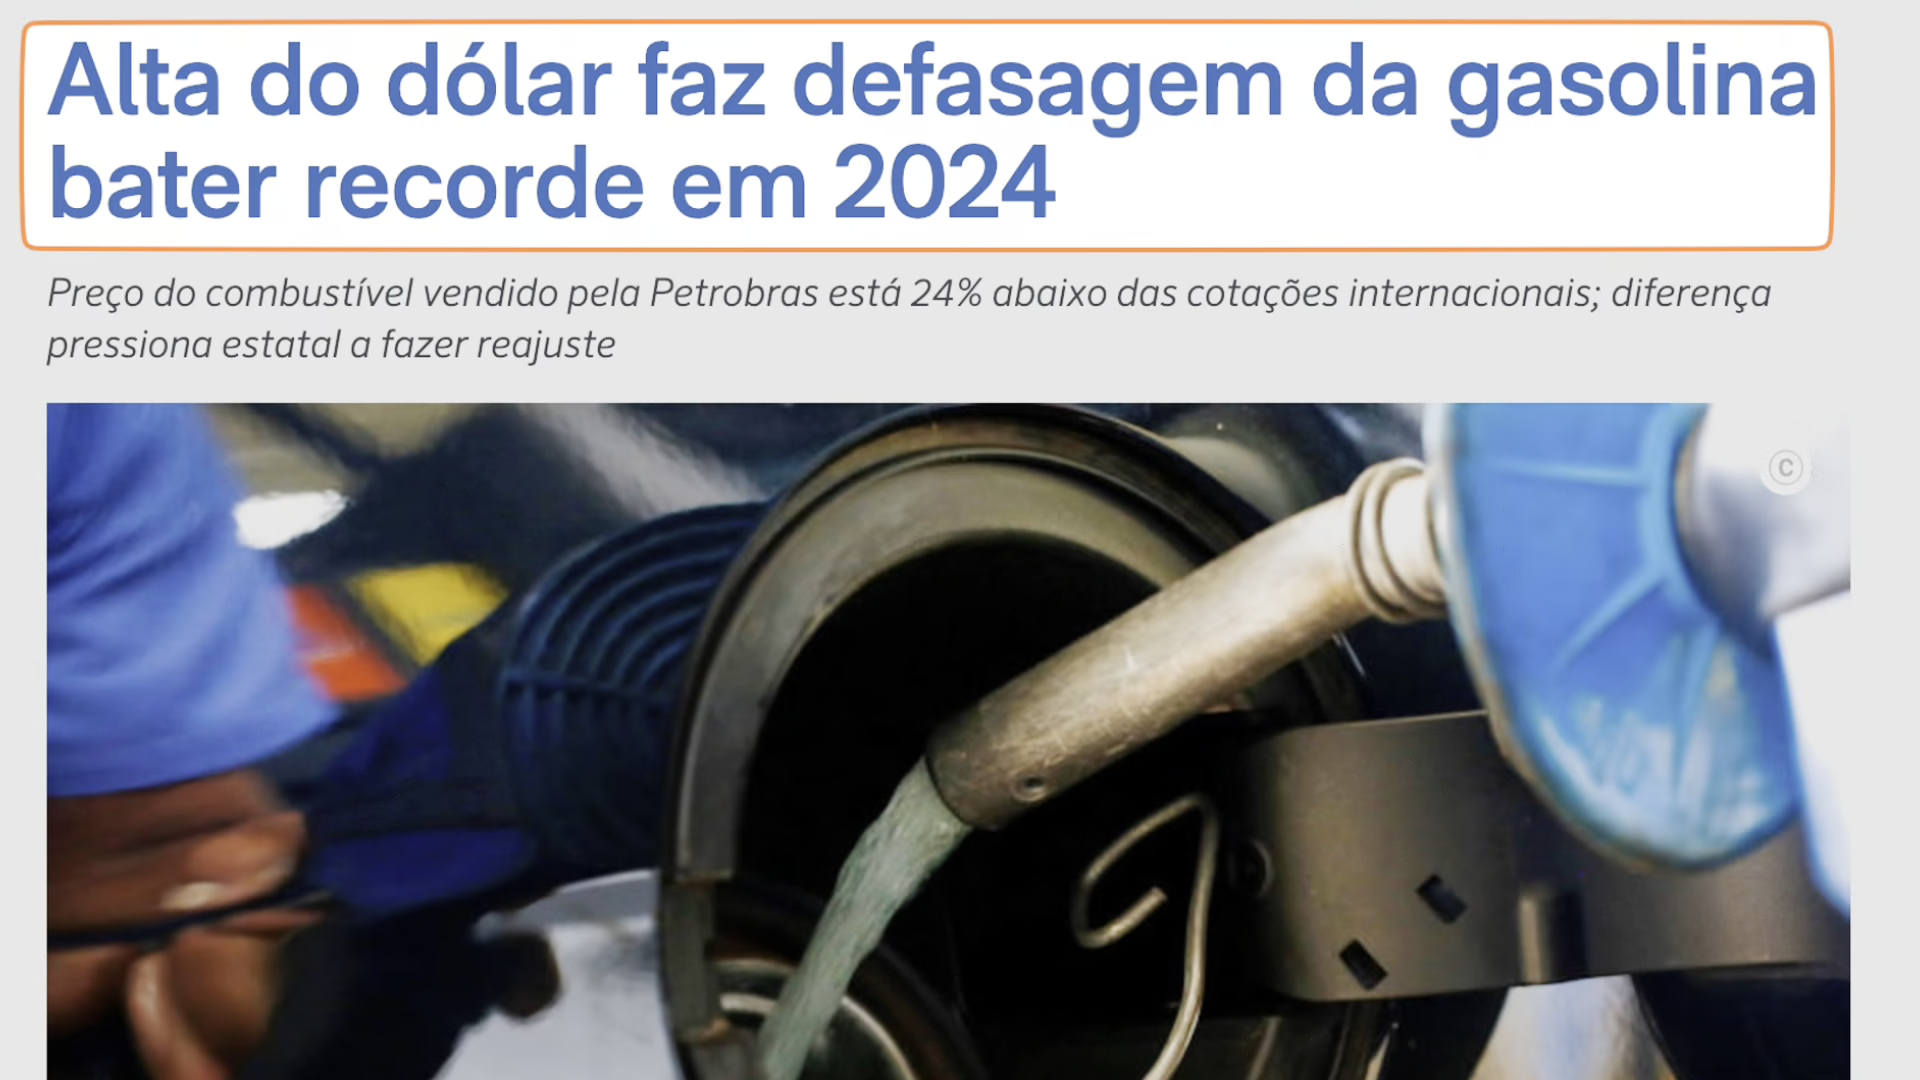 Alta do dólar faz defasagem da gasolina
bater recorde em 2024
Preço do combustível vendido pela Petrobras está 24% abaixo das cotações internacionais; diferença
pressiona estatal a fazer reajuste
©